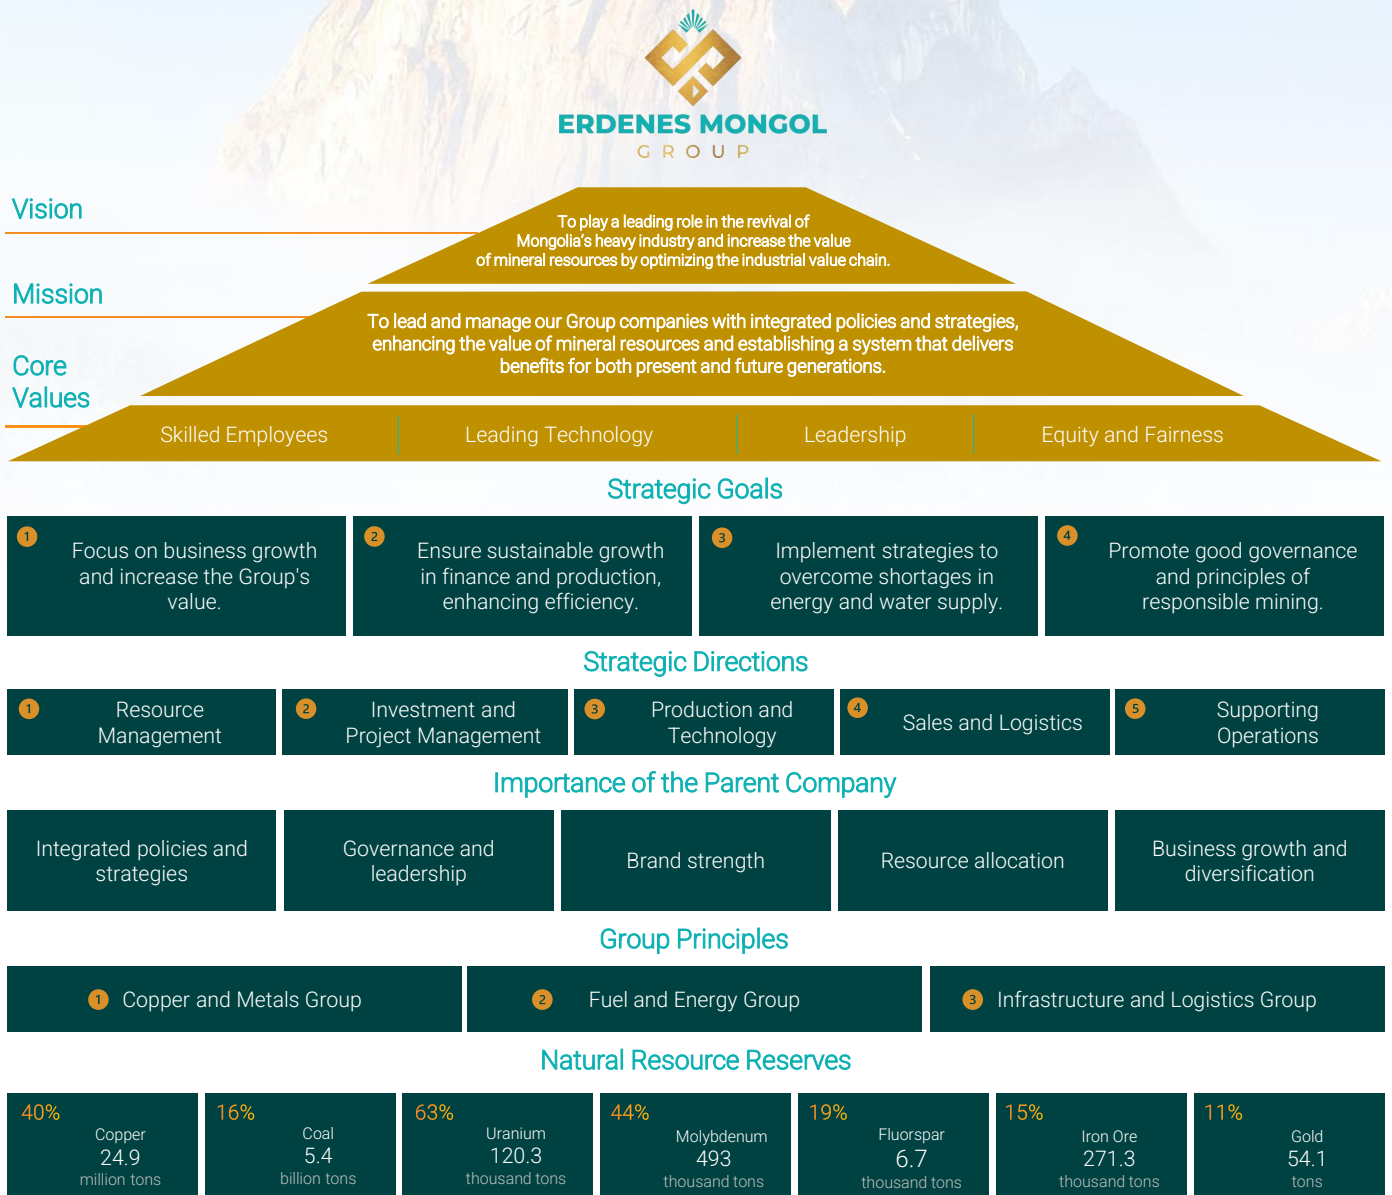 ERDENES MONGOL
GROUP
Vision
To play a leading role in the revival of
Mongolia's heavy industry and increase the value
of mineral resources by optimizing the industrial value chain.
Mission
To lead and manage our Group companies with integrated policies and strategies,
enhancing the value of mineral resources and establishing a system that delivers
benefits for both present and future generations.
Core
Values
Skilled Employees
Leading Technology
Leadership
Equity and Fairness
Strategic Goals
1
Focus on business growth
and increase the Group's
value.
2
Ensure sustainable growth
in finance and production,
enhancing efficiency.
3
Implement strategies to
overcome shortages in
energy and water supply.
4
Promote good governance
and principles of
responsible mining.
Strategic Directions
1
Resource
Management
2
Investment and
Project Management
3
Production and
Technology
4
Sales and Logistics
5
Supporting
Operations
Importance of the Parent Company
Integrated policies and
strategies
Governance and
leadership
Brand strength
Resource allocation
Business growth and
diversification
Group Principles
1 Copper and Metals Group
2 Fuel and Energy Group
3 Infrastructure and Logistics Group
Natural Resource Reserves
40%
Copper
24.9
million tons
16%
Coal
5.4
billion tons
63%
Uranium
120.3
thousand tons
44%
Molybdenum
493
thousand tons
19%
Fluorspar
6.7
thousand tons
15%
Iron Ore
271.3
thousand tons
11%
Gold
54.1
tons